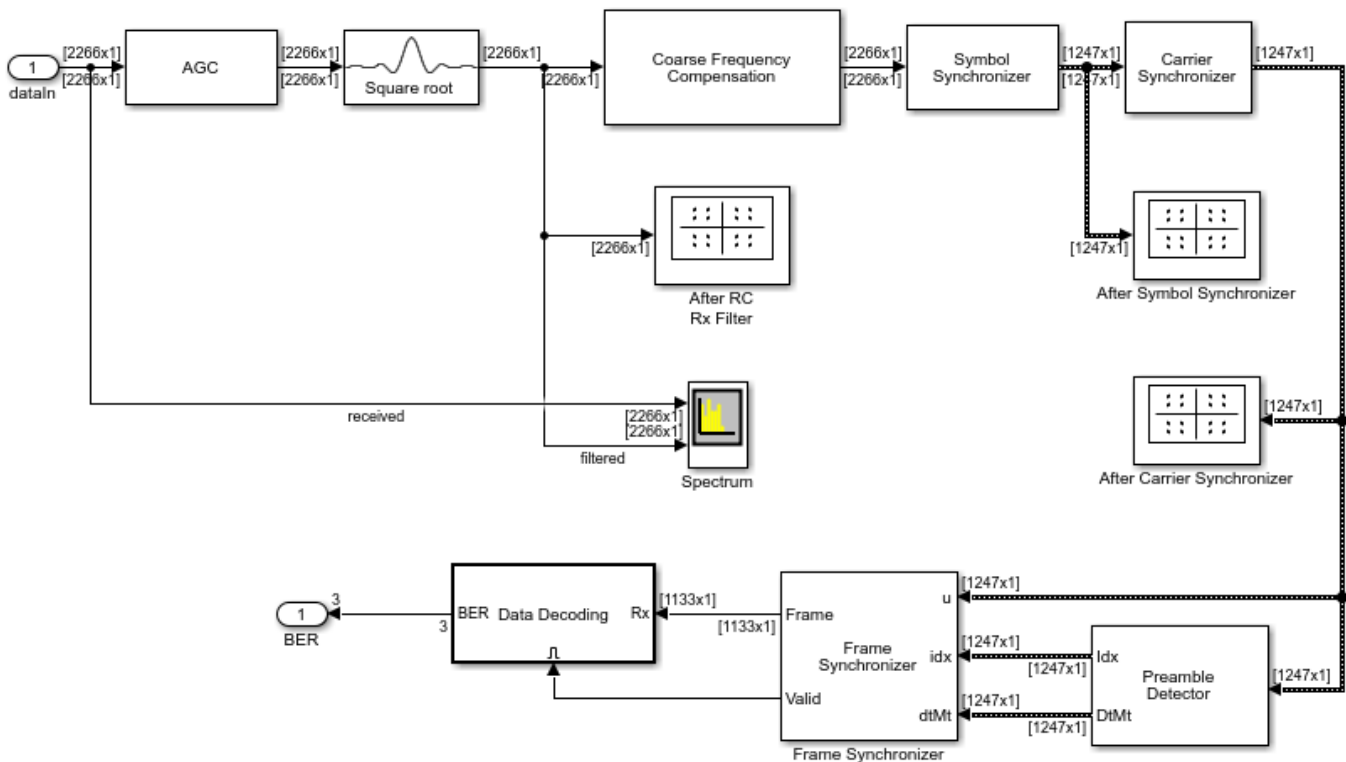 [2266x1]
[2266x1]
1
dataIn
AGC
[2266x1]
[2266x1]
Square root
[2266x1]
[2266x1]
Coarse Frequency
Compensation
[2266x1]
[2266x1]
Symbol
Synchronizer
[1247x1]
[1247x1]
Carrier
Synchronizer
[1247x1]
[2266x1]
After RC
Rx Filter
[1247x1]
After Symbol Synchronizer
received
[2266x1]
[2266x1]
filtered
Spectrum
[1247x1]
After Carrier Synchronizer
1
BER
3
3
BER
Data Decoding
Rx
[1133x1]
[1133x1]
Frame
Valid
Frame
Synchronizer
u
idx
dtMt
Frame Synchronizer
[1247x1]
[1247x1]
[1247x1]
[1247x1]
[1247x1]
Idx
DtMt
Preamble
Detector
[1247x1]